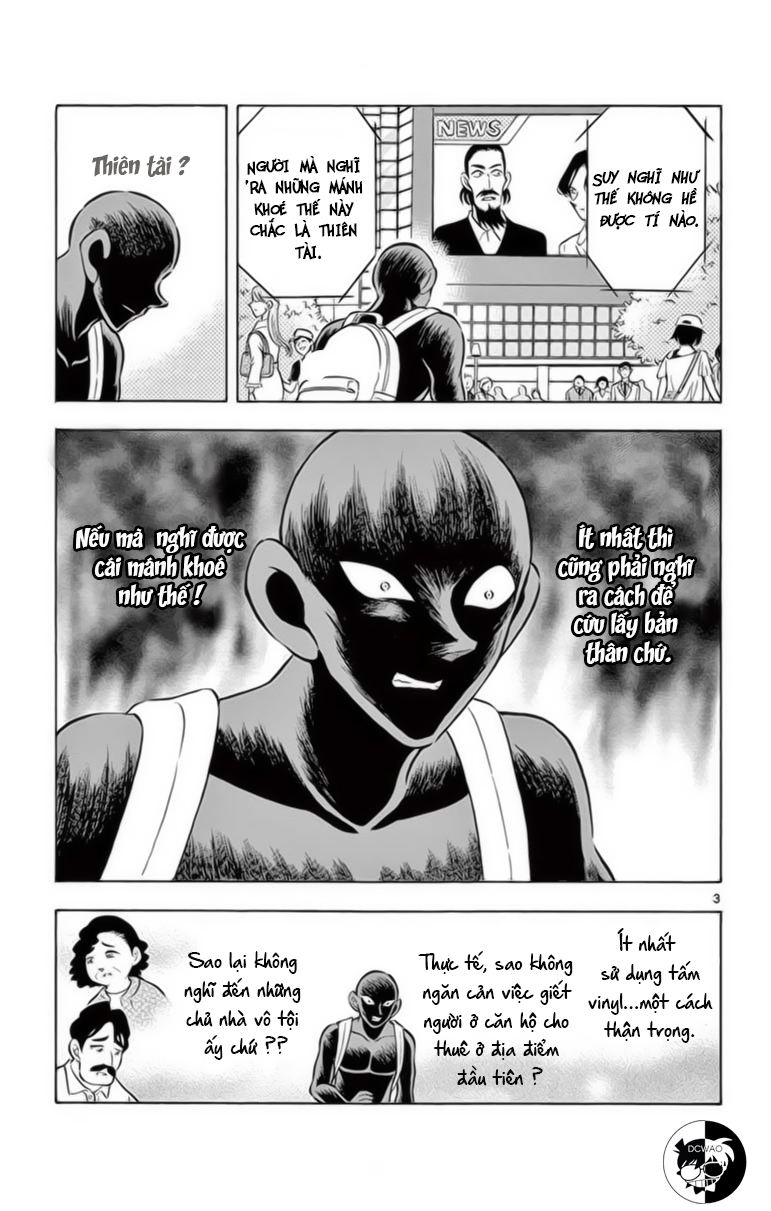 NEWS
SUY NGHĨ NHƯ
THẾ KHÔNG HỀ
ĐƯỢC TÍ NÀO.
NGƯỜI MÀ NGHĨ
'RA NHỮNG MÁNH
KHOÉ THẾ NÀY
CHẮC LÀ THIÊN
TÀI.
Thiên tài ?
Ít nhất thì
cũng phải nghĩ
ra cách để
cứu lấy bản
thân chứ.
Nếu mà nghĩ được
cái mánh khoé
như thế !
3
Ít nhất
sử dụng tấm
vinyl...một cách
thận trọng.
Thực tế, sao không
ngăn cản việc giết
người ở căn hộ cho
thuê ở địa điểm
đầu tiên ?
Sao lại không
nghĩ đến những
chủ nhà vô tội
ấy chứ ??
DCWAO